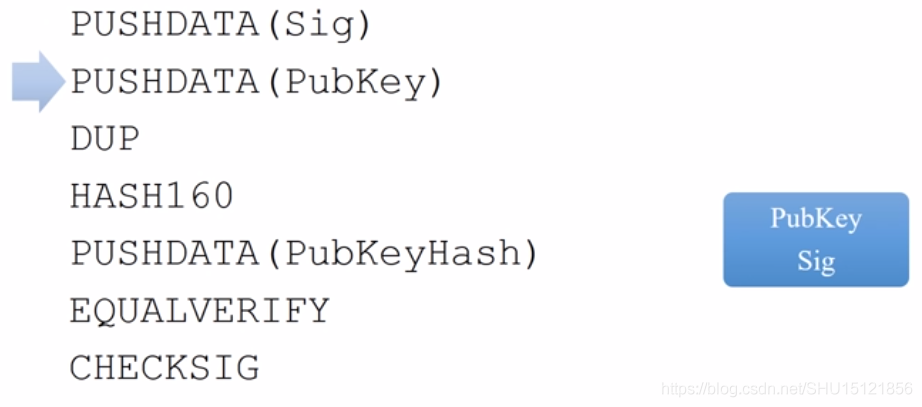 PUSHDATA(Sig)
PUSHDATA(PubKey)
DUP
HASH160
PUSHDATA(PubKeyHash)
EQUALVERIFY
CHECKSIG
PubKey
Sig
https://blog.csdn.net/SHU15121856